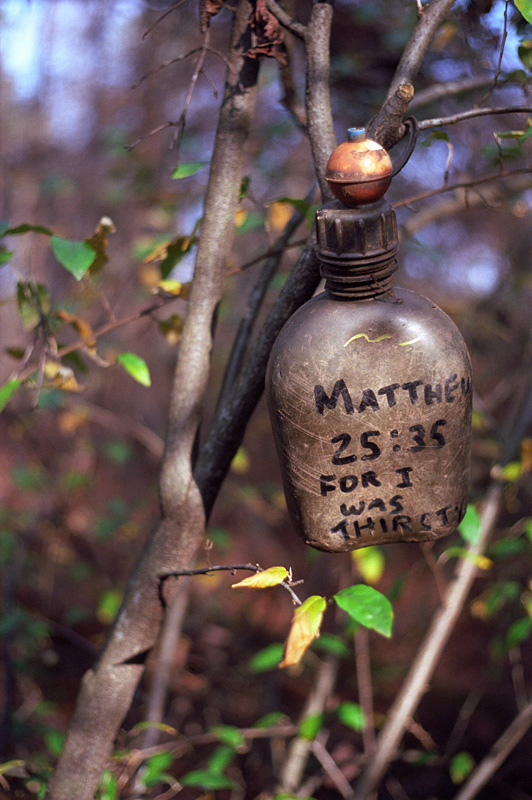 MATTHEW
25:35
FOR I
WAS
THIRSTY